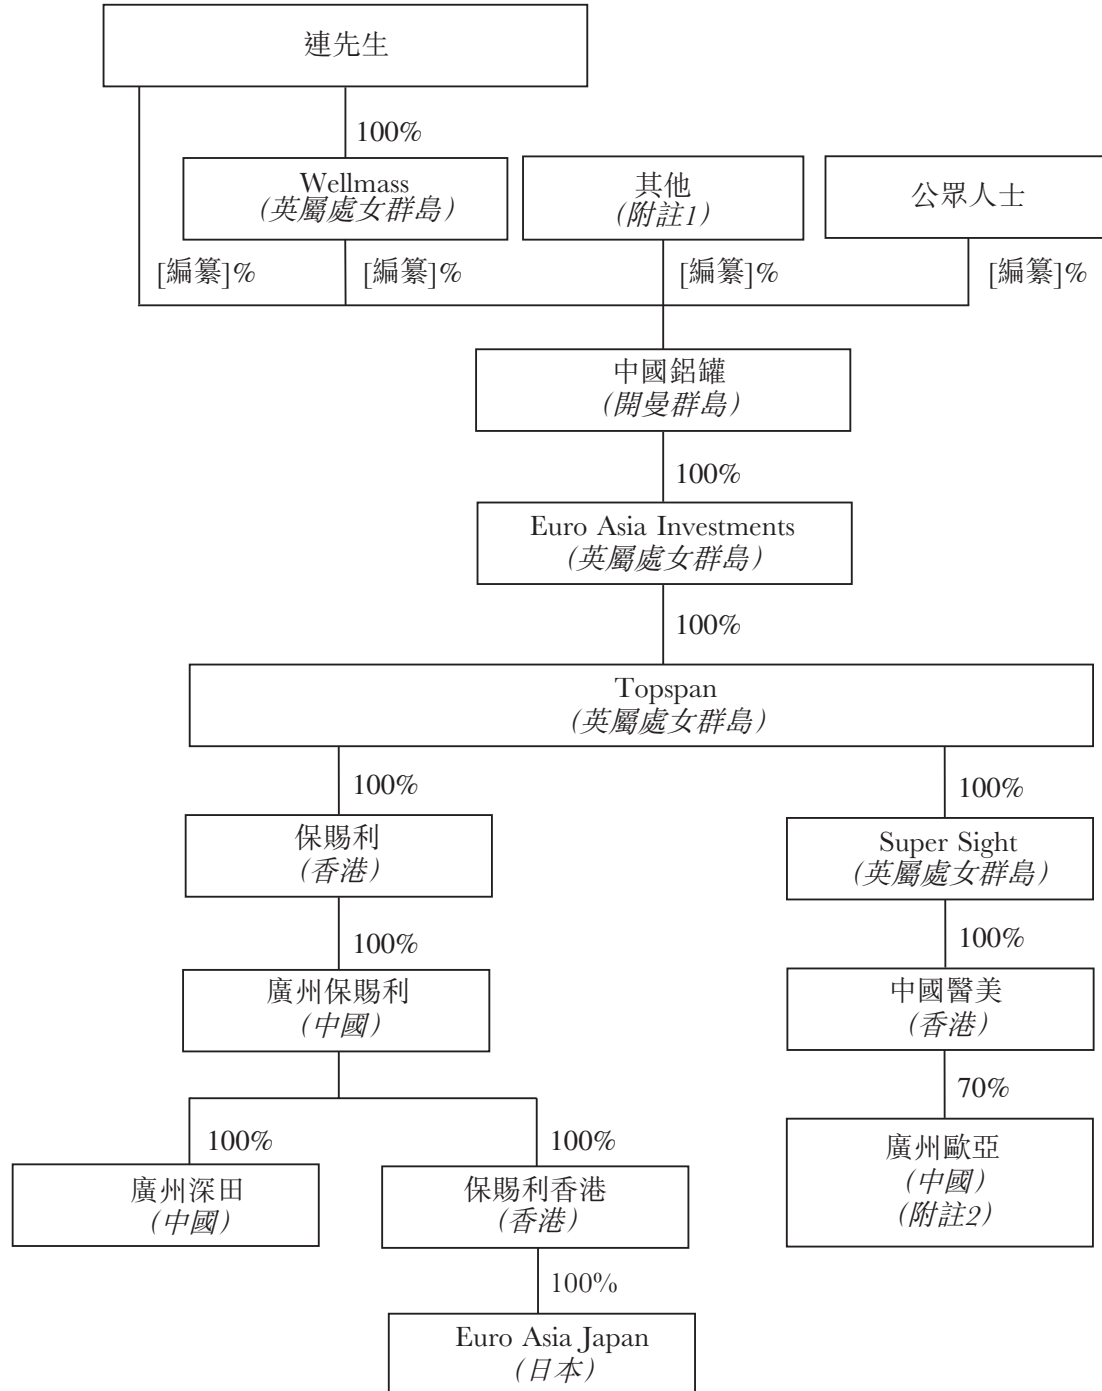 連先生
100%
Wellmass
(英屬處女群島)
其他
(附註1)
公眾人士
[編纂]%
[編纂]%
[編纂]%
[編纂]%
中國鋁罐
(開曼群島)
100%
Euro Asia Investments
(英屬處女群島)
100%
Topspan
(英屬處女群島)
100%
100%
保賜利
(香港)
Super Sight
(英屬處女群島)
100%
100%
廣州保賜利
(中國)
中國醫美
(香港)
70%
100%
100%
廣州深田
(中國)
保賜利香港
(香港)
廣州歐亞
(中國)
(附註2)
100%
Euro Asia Japan
(日本)